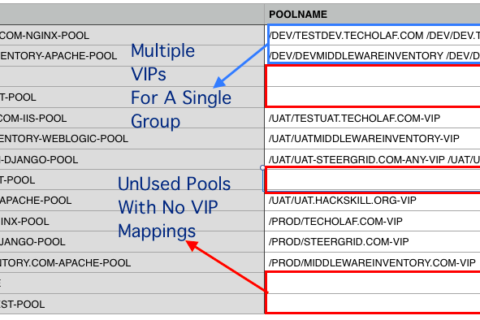 POOLNAME
COM-NGINX-POOL /DEV/TESTDEV.TECHOLAF.COM /DEV/DEV.T
ENTORY-APACHE-POOL /DEV/DEVMIDDLEWAREINVENTORY /DEV/D
T-POOL
COM-IIS-POOL /UAT/TESTUAT.TECHOLAF.COM-VIP
ENTORY-WEBLOGIC-POOL /UAT/UATMIDDLEWAREINVENTORY-VIP
-DJANGO-POOL /UAT/UAT-STEERGRID.COM-ANY-VIP /UAT/U
T-POOL
APACHE-POOL /UAT/UAT.HACKSKILL.ORG-VIP
INX-POOL /PROD/TECHOLAF.COM-VIP
JANGO-POOL /PROD/STEERGRID.COM-VIP
NTORY.COM-APACHE-POOL /PROD/MIDDLEWAREINVENTORY.COM-VIP
EST-POOL
Multiple
VIPs
For A Single
Group
UnUsed Pools
With No VIP
Mappings